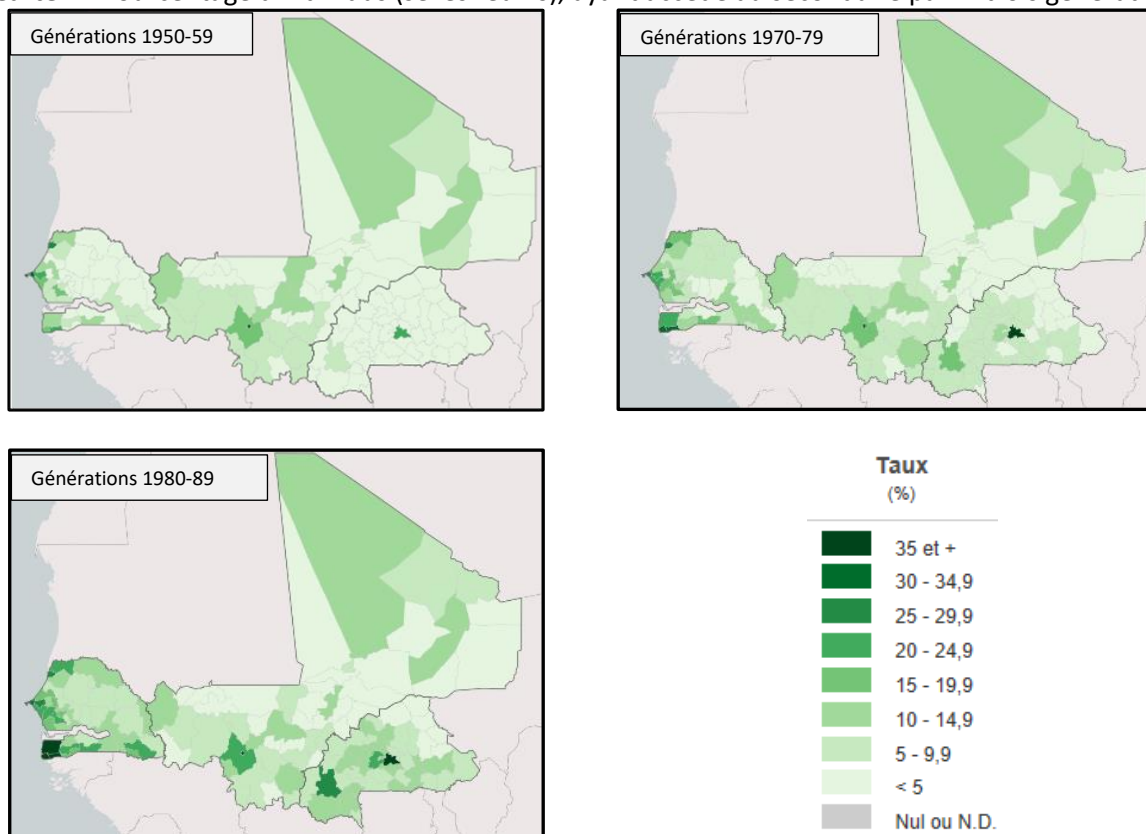 Générations 1950-59
Générations 1970-79
Générations 1980-89
Taux
(%)
35 et +
30 - 34,9
25 - 29,9
20 - 24,9
15 - 19,9
10 - 14,9
5 - 9,9
< 5
Nul ou N.D.